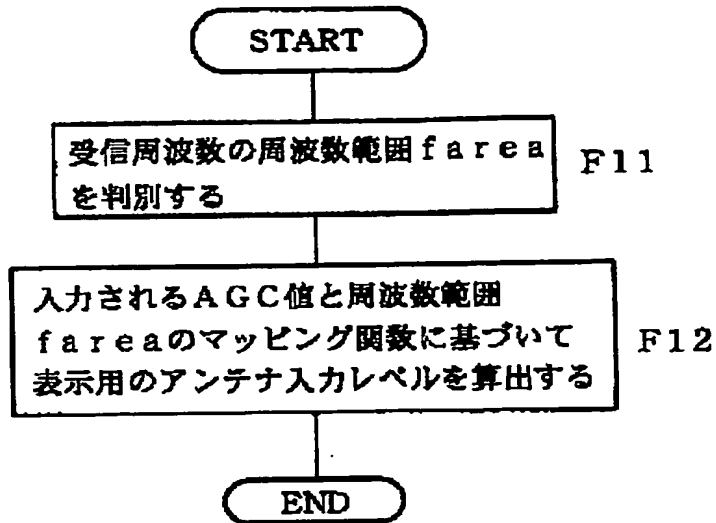 START
受信周波数の周波数範囲farea
を判別する
F11
入力されるAGC値と周波数範囲
fareaのマッピング関数に基づいて
表示用のアンテナ入力レベルを算出する
F12
END